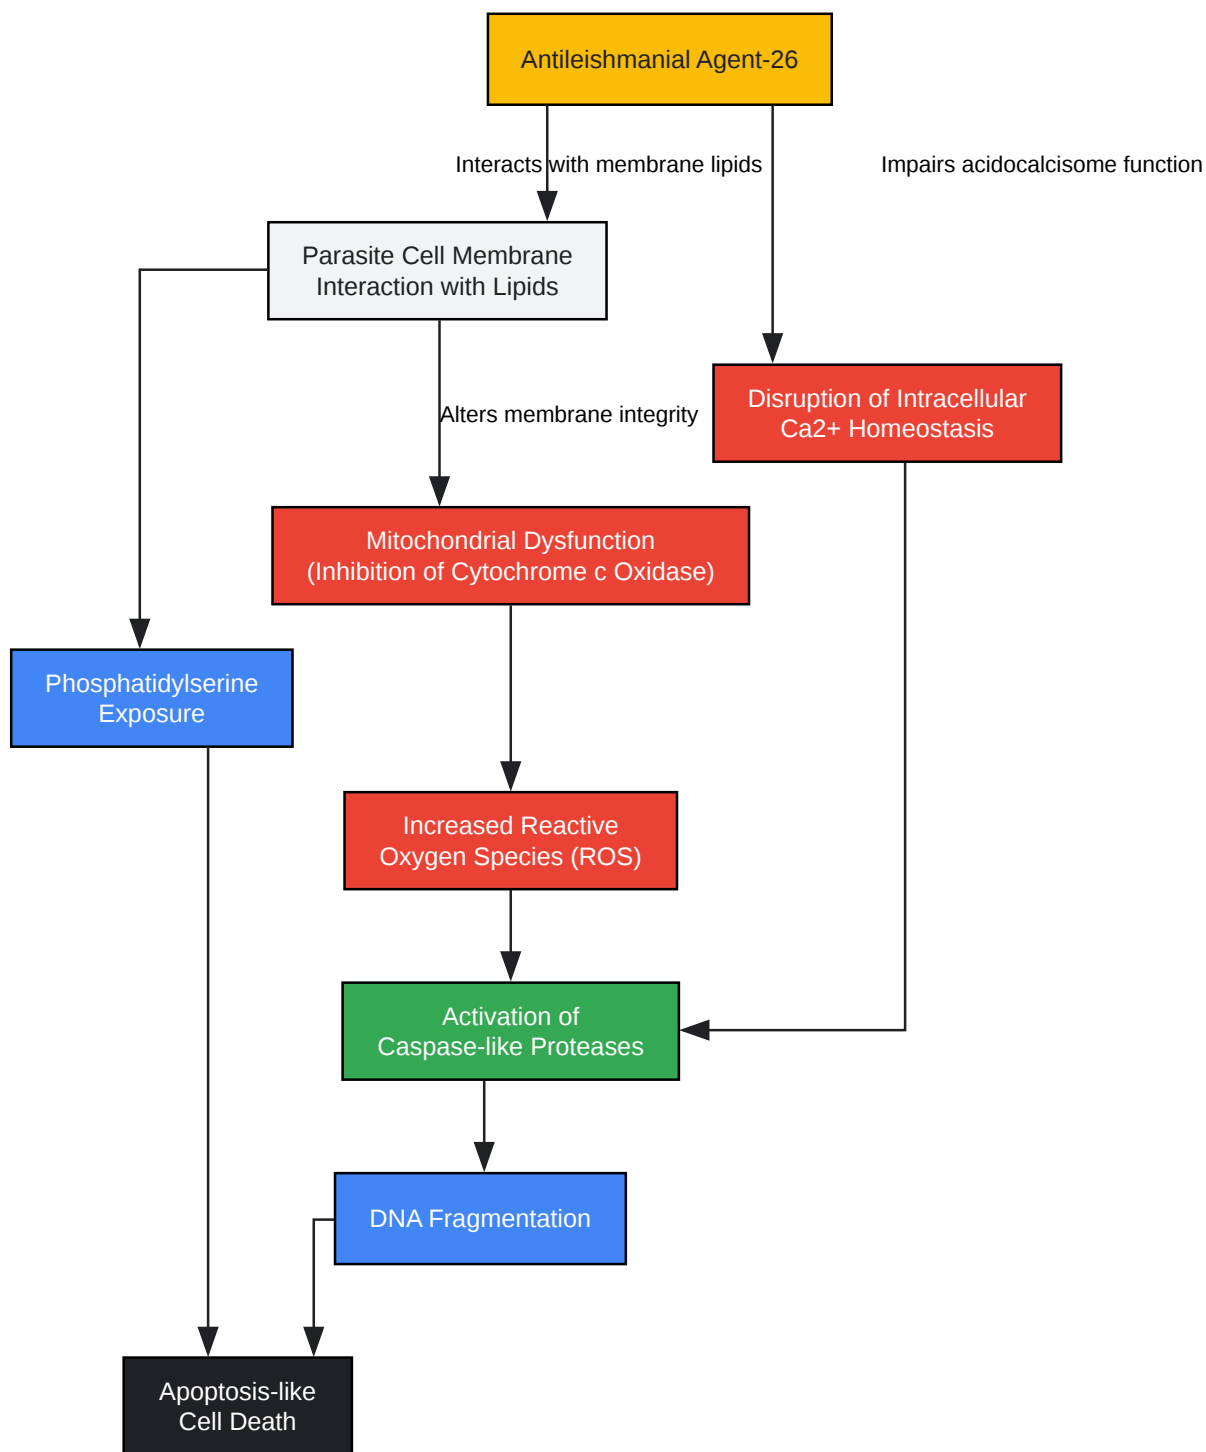 Antileishmanial Agent-26
Interacts with membrane lipids
Impairs acidocalcisome function
Parasite Cell Membrane
Interaction with Lipids
Alters membrane integrity
Disruption of Intracellular
Ca2+ Homeostasis
Mitochondrial Dysfunction
(Inhibition of Cytochrome c Oxidase)
Phosphatidylserine
Exposure
Increased Reactive
Oxygen Species (ROS)
Activation of
Caspase-like Proteases
DNA Fragmentation
Apoptosis-like
Cell Death